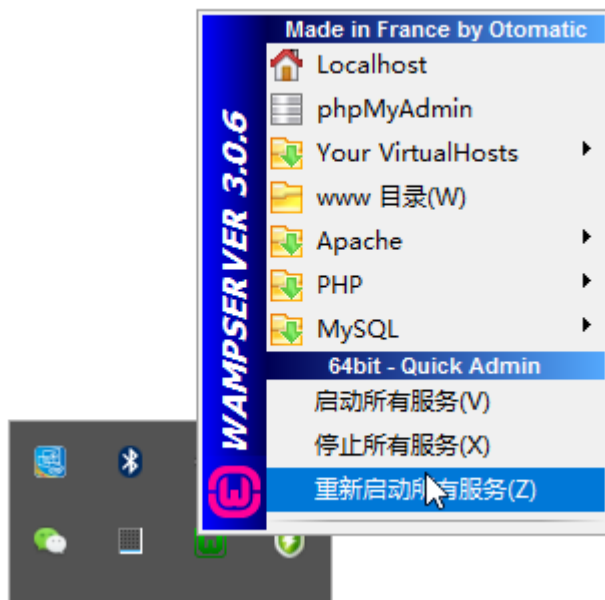 Made in France by Otomatic
Localhost
phpMyAdmin
Your VirtualHosts
www 目录(W)
Apache
PHP
MySQL
64bit - Quick Admin
启动所有服务(V)
停止所有服务(X)
重新启动所有服务(Z)
WAMPSERVER 3.0.6